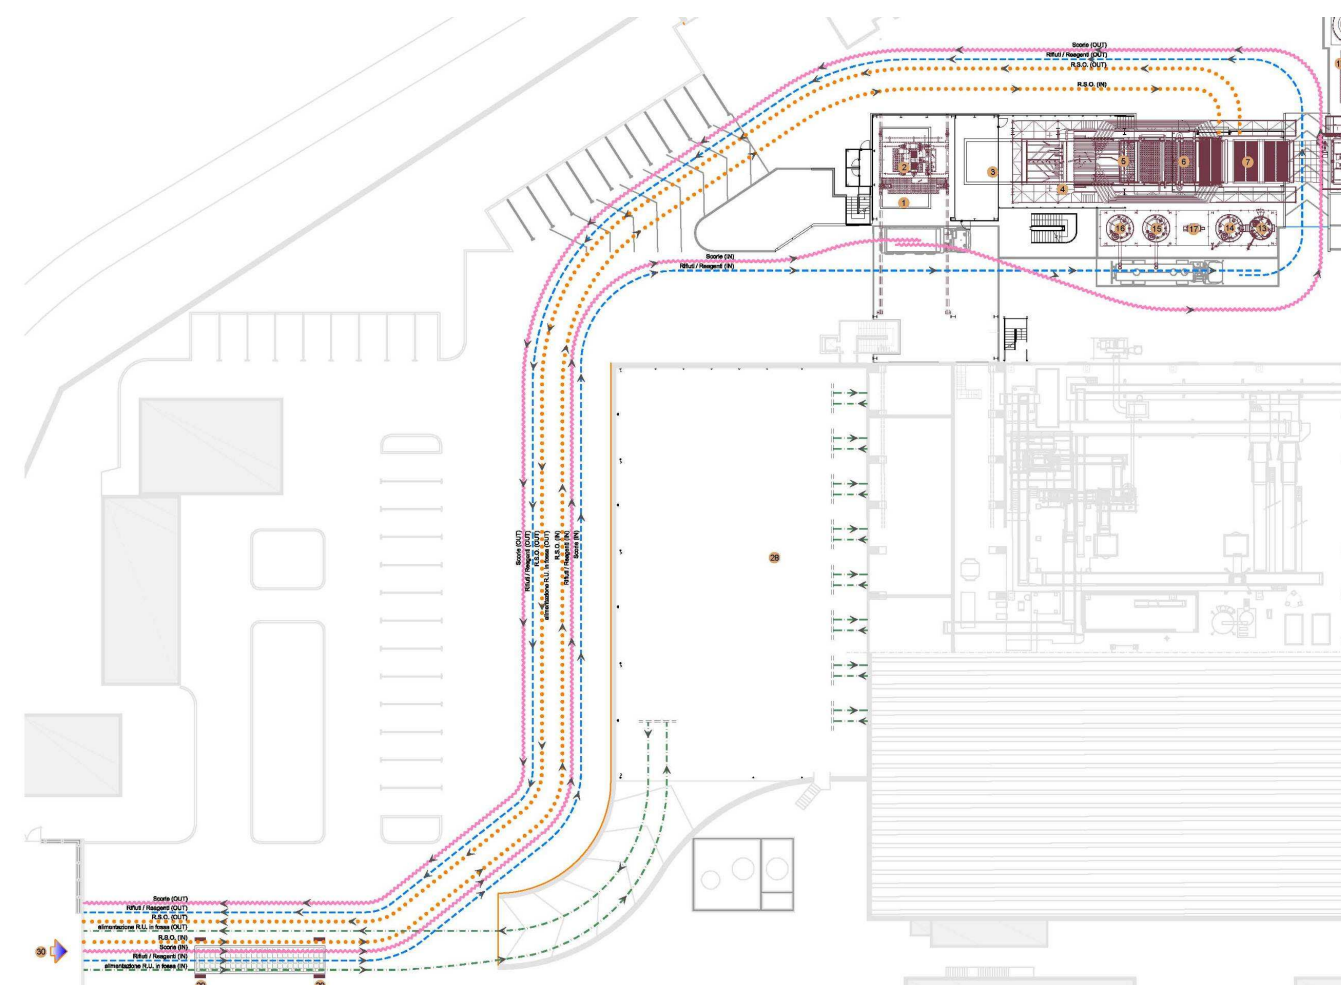 Scorie (OUT)
Rifiuti / Reagenti (OUT)
R.S.O. (OUT)
R.S.O. (IN)
2
1
3
4
5
6
7
16
15
17
14
13
Scorie (IN)
Rifiuti / Reagenti (IN)
Scorie (OUT)
Rifiuti / Reagenti (OUT)
R.S.O. (OUT)
alimentazione R.U. in fossa (OUT)
R.S.O. (IN)
Rifiuti / Reagenti (IN)
Scorie (IN)
28
Scorie (OUT)
Rifiuti / Reagenti (OUT)
R.S.O. (OUT)
alimentazione R.U. in fossa (OUT)
R.S.O. (IN)
Scorie (IN)
Rifiuti / Reagenti (IN)
alimentazione R.U. in fossa (IN)
30